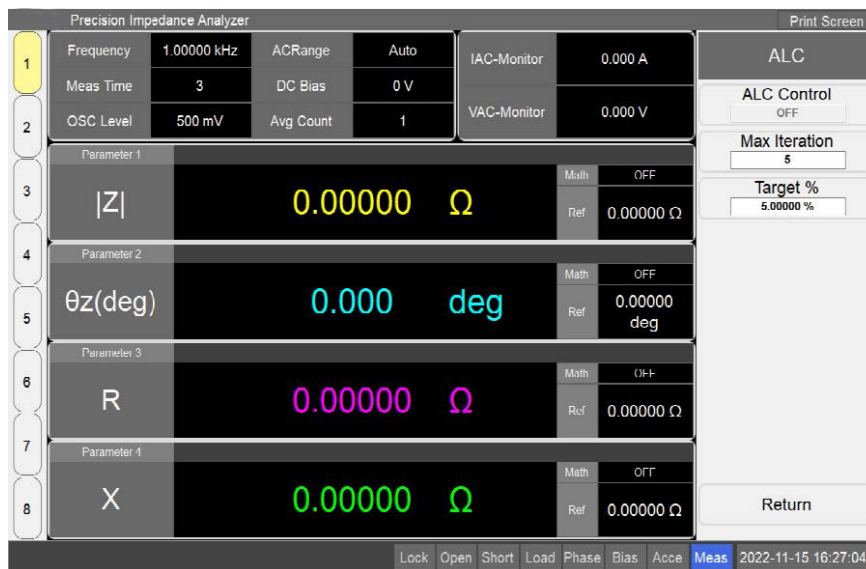 Precision Impedance Analyzer
Print Screen
1
2
3
4
5
6
7
8
Frequency 1.00000 kHz ACRange Auto
Meas Time 3 DC Bias 0 V
OSC Level 500 mV Avg Count 1
IAC-Monitor 0.000 A
VAC-Monitor 0.000 V
Parameter 1
|Z| 0.00000 Ω
Math OFF
Ref 0.00000 Ω
Parameter 2
θz(deg) 0.000 deg
Math OFF
Ref 0.00000
deg
Parameter 3
R 0.00000 Ω
Math OFF
Ref 0.00000 Ω
Parameter 4
X 0.00000 Ω
Math OFF
Ref 0.00000 Ω
ALC
ALC Control
OFF
Max Iteration
5
Target %
5.00000 %
Return
Lock Open Short Load Phase Bias Acce Meas 2022-11-15 16:27:04